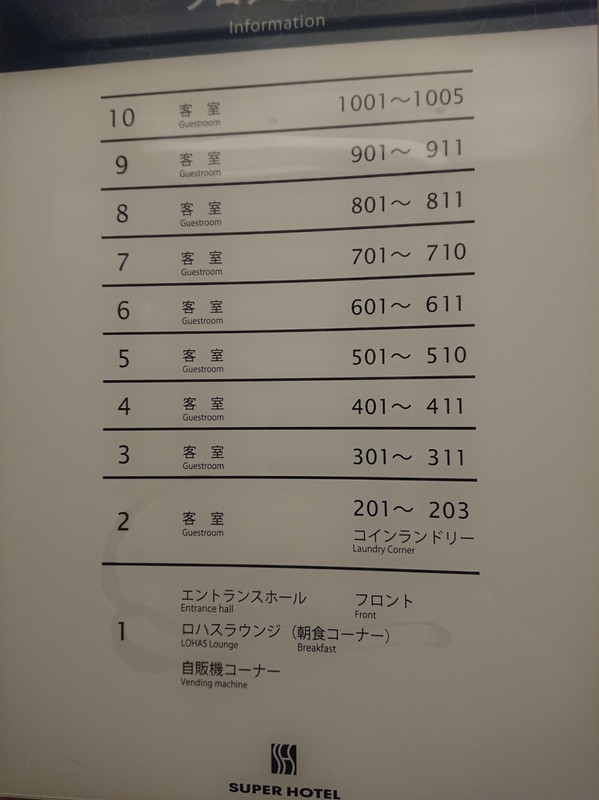 Information
10 客室 1001～1005
Guestroom
9 客室 901～ 911
Guestroom
8 客室 801～ 811
Guestroom
7 客室 701～ 710
Guestroom
6 客室 601～ 611
Guestroom
5 客室 501～ 510
Guestroom
4 客室 401～ 411
Guestroom
3 客室 301～ 311
Guestroom
2 客室 201～ 203
Guestroom
コインランドリー
Laundry Corner
1
エントランスホール フロント
Entrance hall Front
ロハスラウンジ（朝食コーナー）
LOHAS Lounge Breakfast
自販機コーナー
Vending machine
SUPER HOTEL